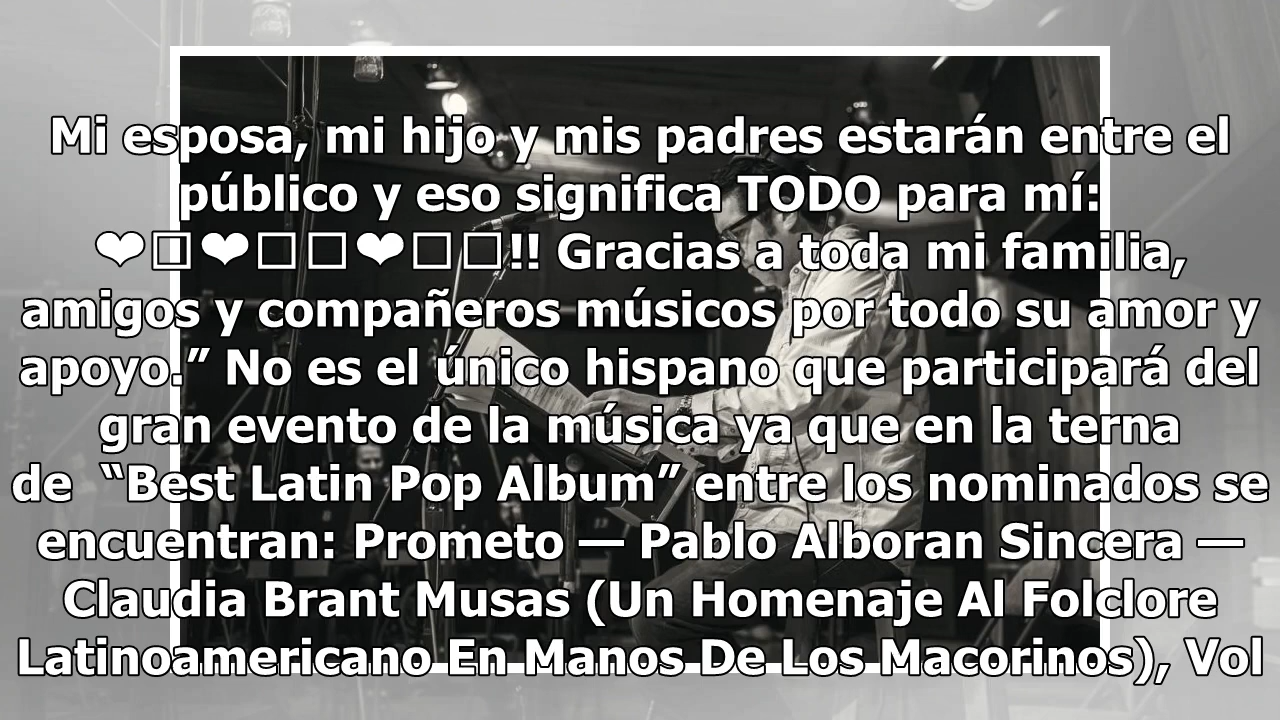 Mi esposa, mi hijo y mis padres estarán entre el
público y eso significa TODO para mí:
❤□❤□□❤□□!! Gracias a toda mi familia,
amigos y compañeros músicos por todo su amor y
apoyo.” No es el único hispano que participará del
gran evento de la música ya que en la terna
de  “Best Latin Pop Album” entre los nominados se
encuentran: Prometo — Pablo Alboran Sincera —
Claudia Brant Musas (Un Homenaje Al Folclore
Latinoamericano En Manos De Los Macorinos), Vol